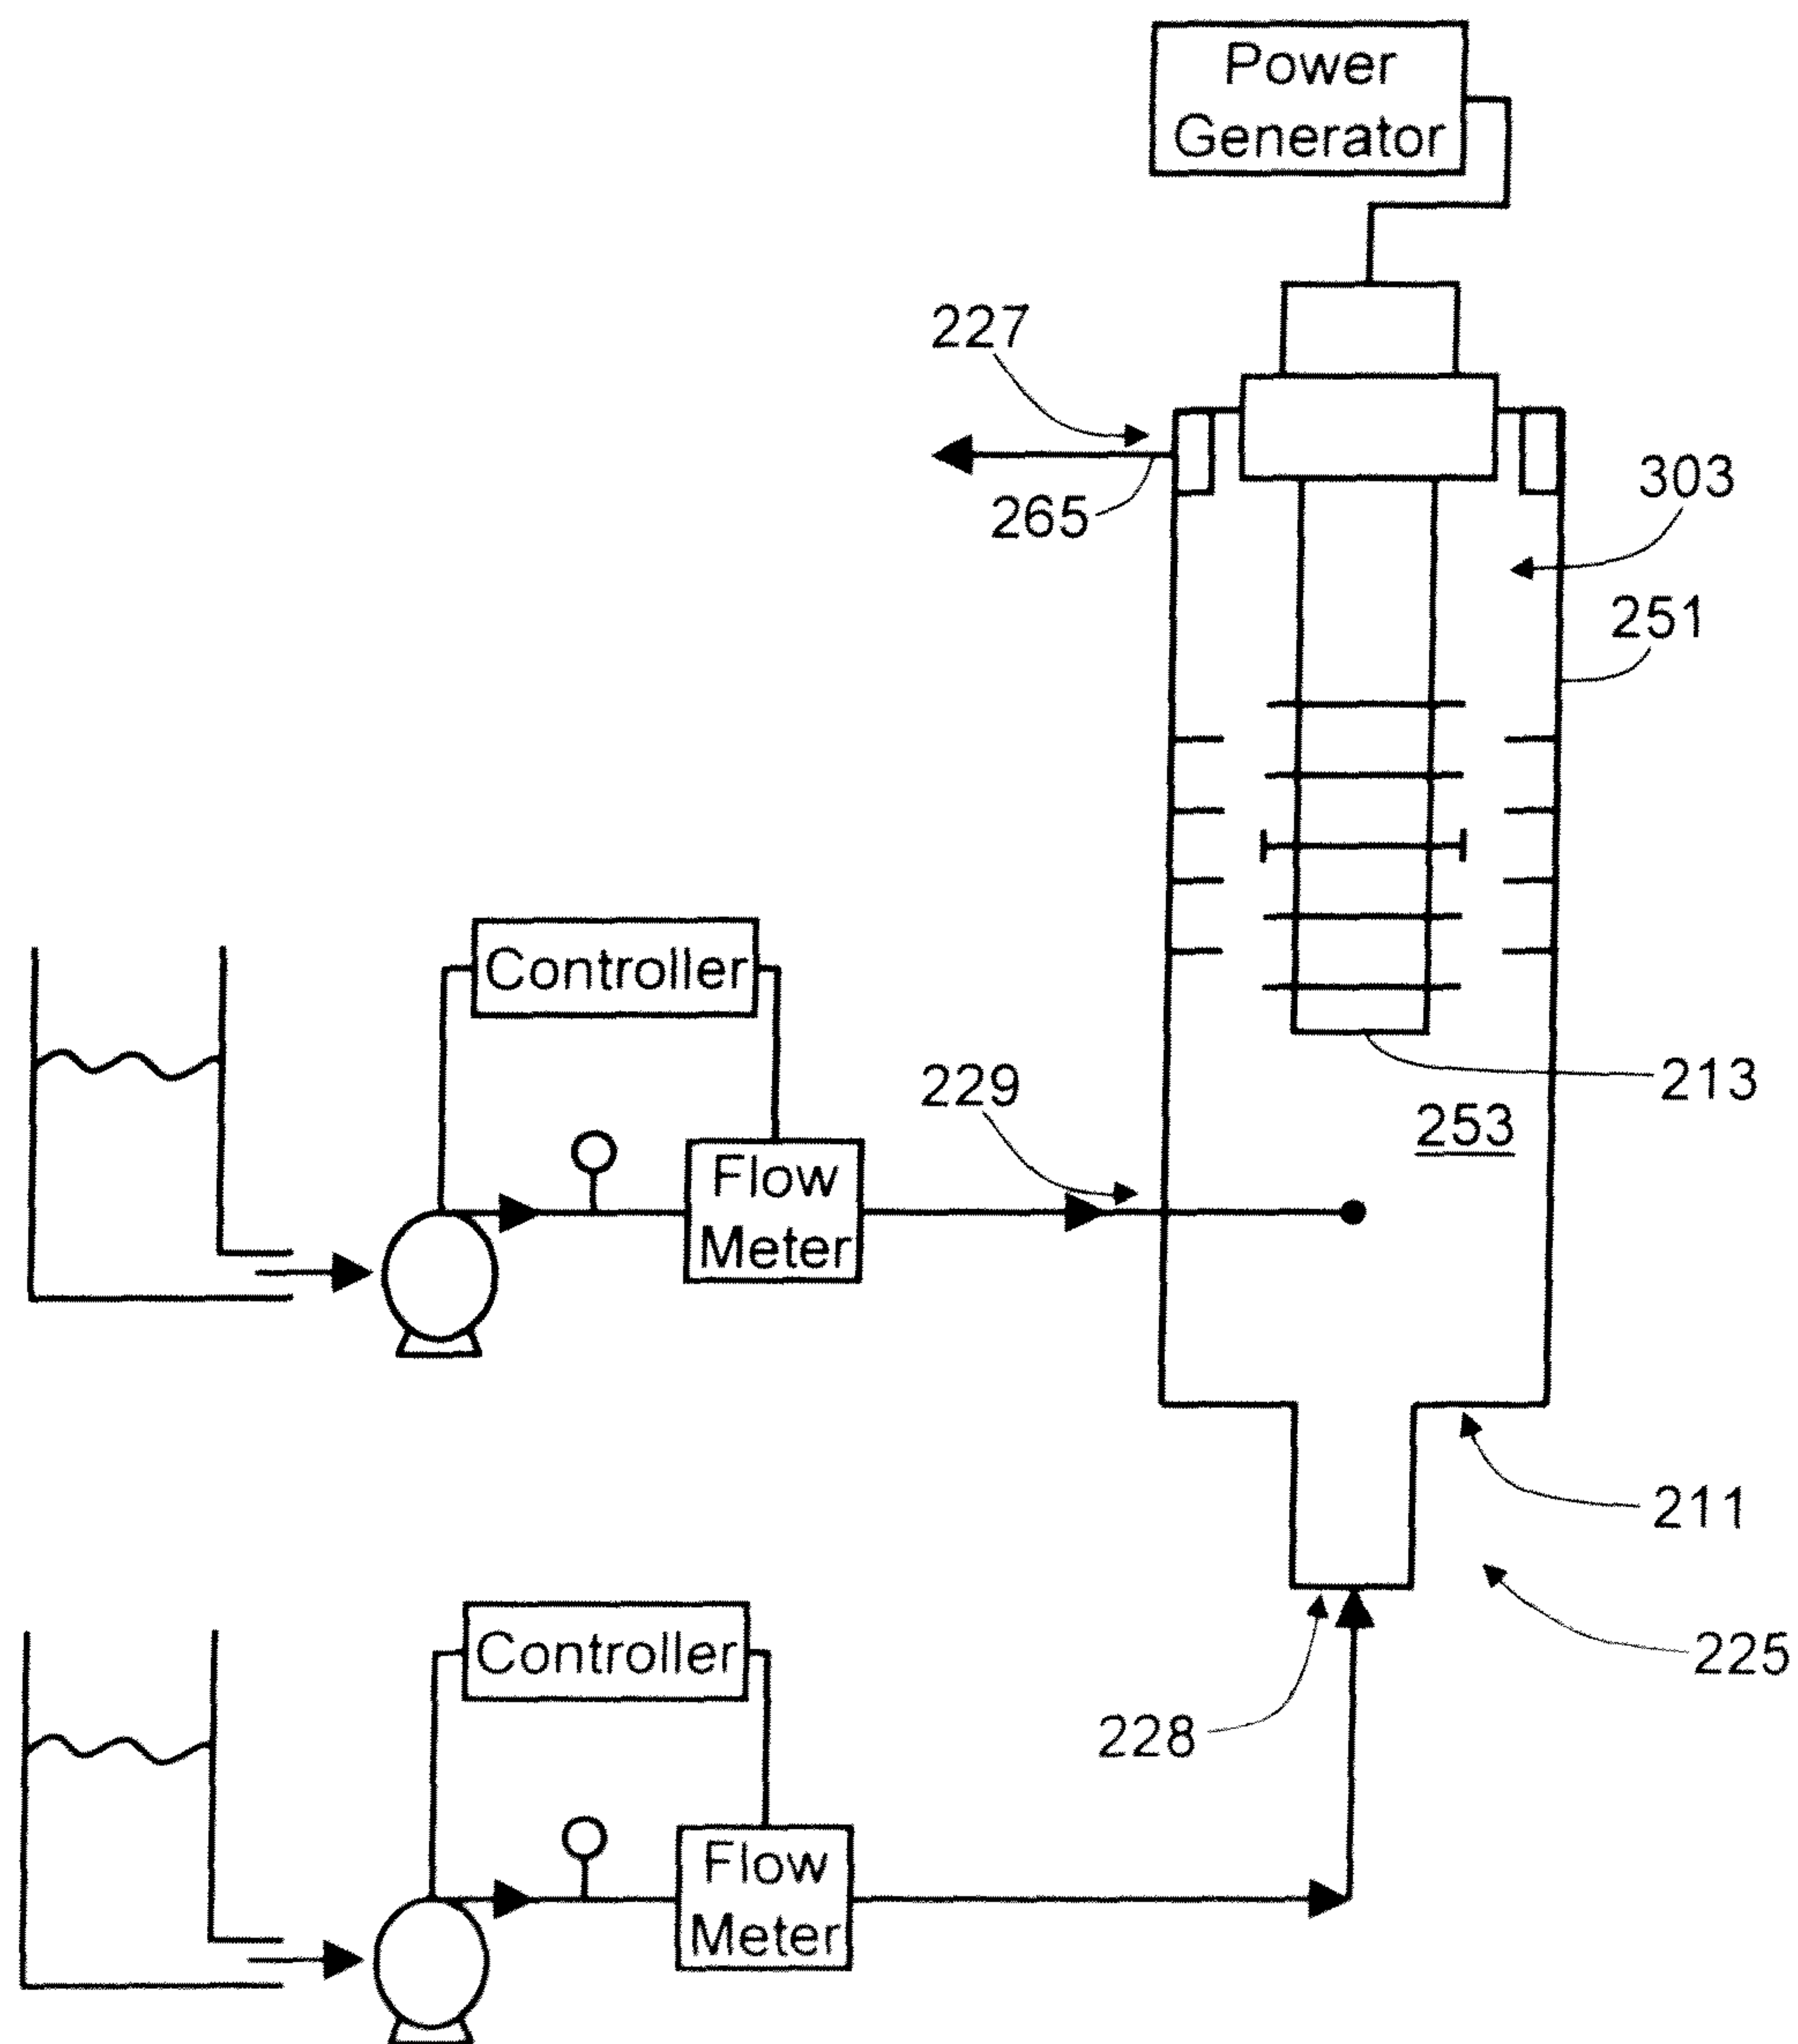 Power
Generator
227
265
303
251
Controller
229
213
253
Flow
Meter
211
225
228
Controller
Flow
Meter